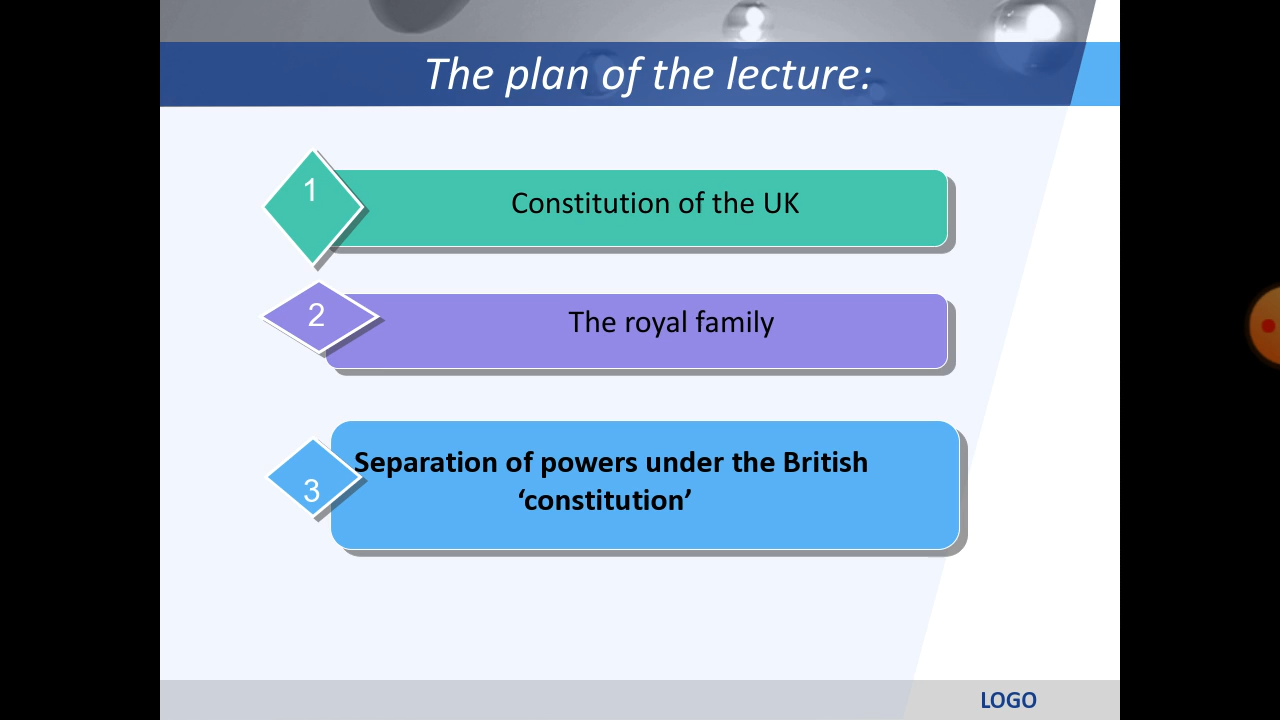 The plan of the lecture:
1
Constitution of the UK
2
The royal family
3
Separation of powers under the British
‘constitution’
LOGO